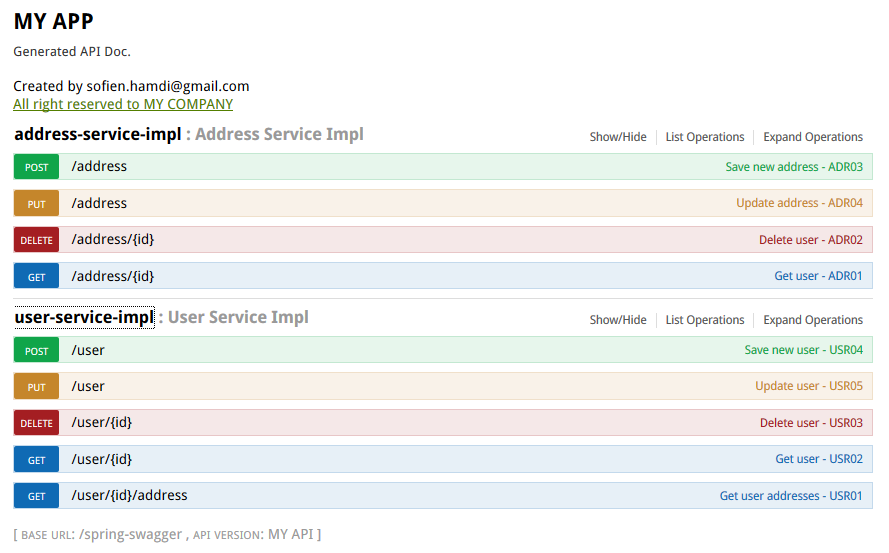 MY APP
Generated API Doc.
Created by sofien.hamdi@gmail.com
All right reserved to MY COMPANY
address-service-impl : Address Service Impl Show/Hide List Operations Expand Operations
POST /address Save new address - ADR03
PUT /address Update address - ADR04
DELETE /address/{id} Delete user - ADR02
GET /address/{id} Get user - ADR01
user-service-impl : User Service Impl Show/Hide List Operations Expand Operations
POST /user Save new user - USR04
PUT /user Update user - USR05
DELETE /user/{id} Delete user - USR03
GET /user/{id} Get user - USR02
GET /user/{id}/address Get user addresses - USR01
[ BASE URL: /spring-swagger , API VERSION: MY API ]